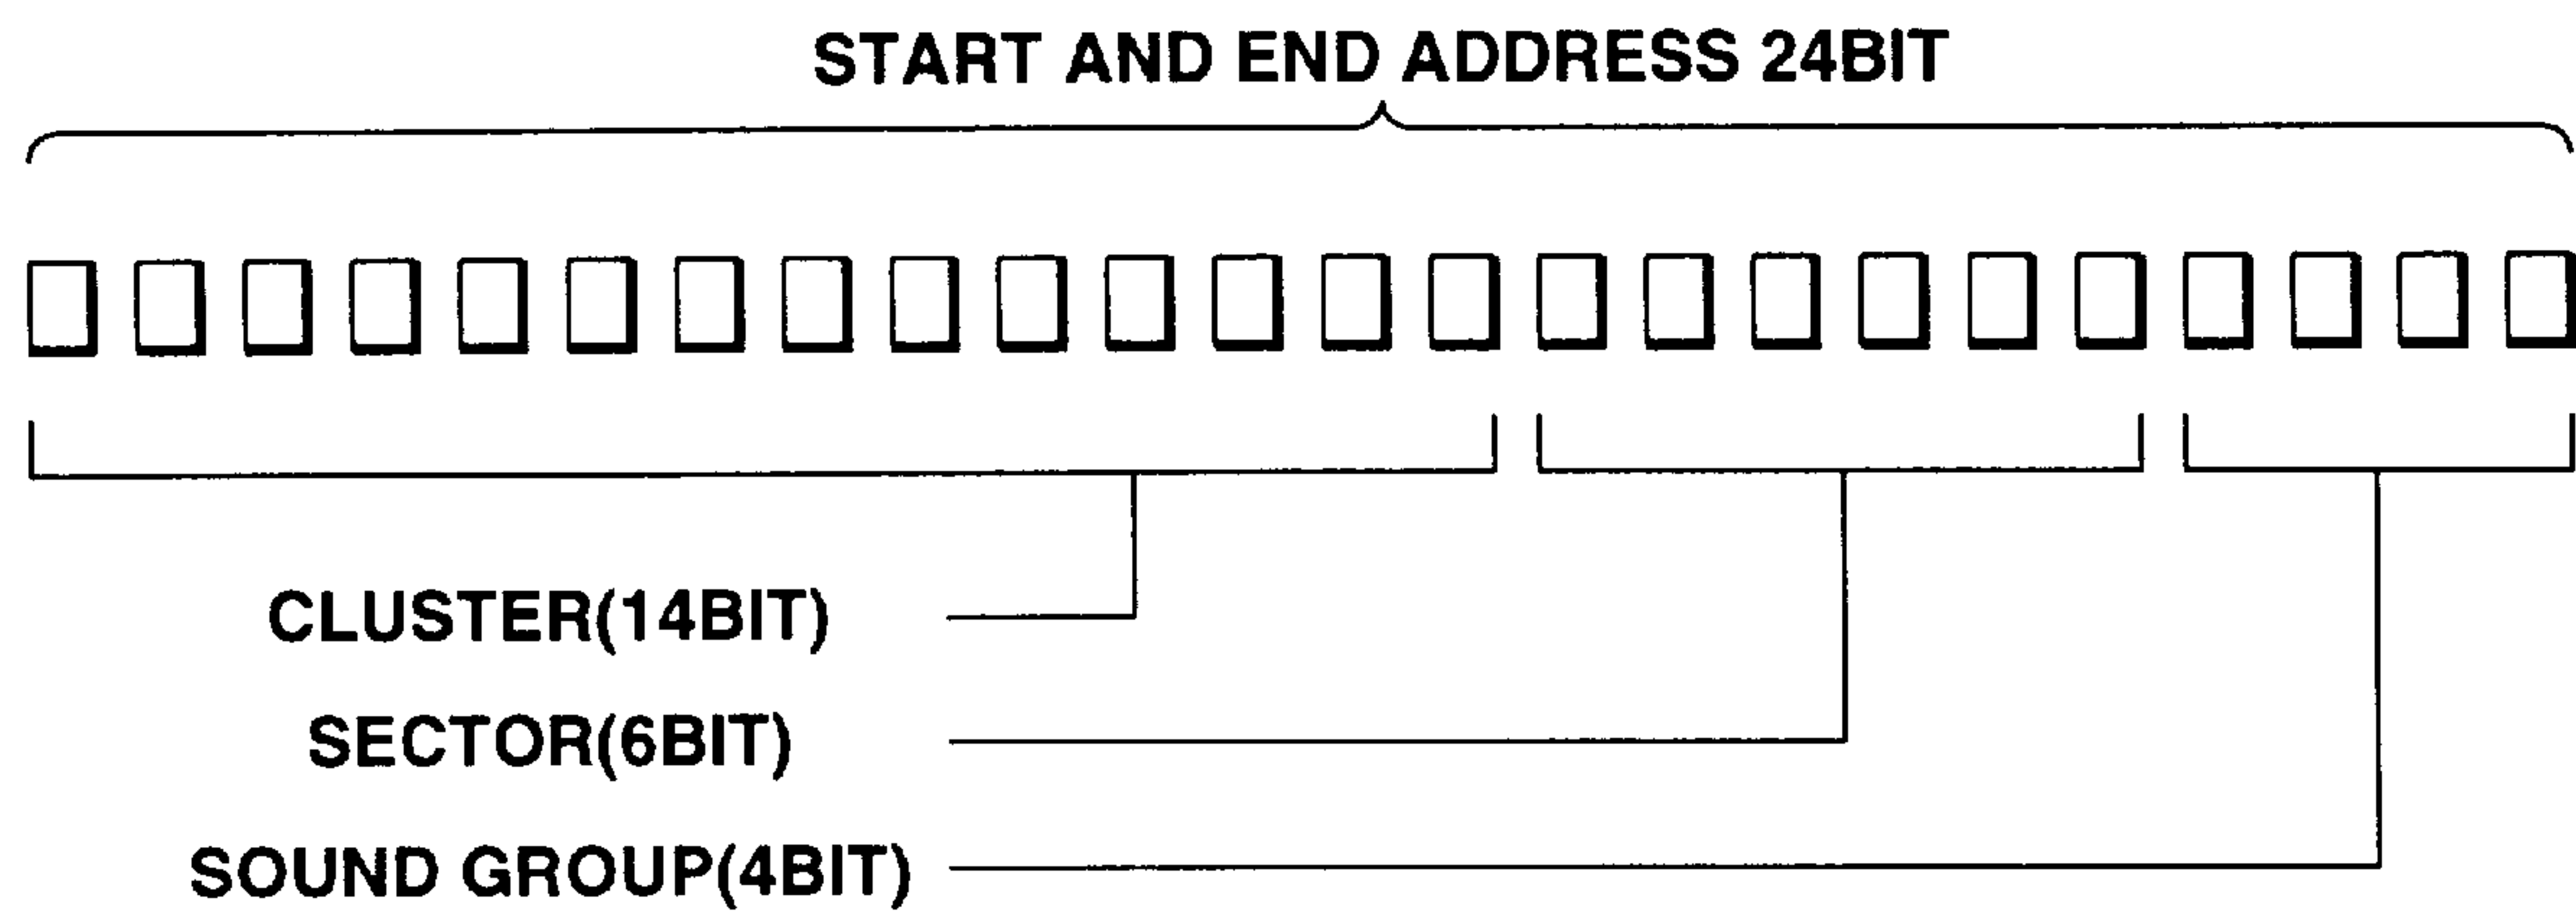 START AND END ADDRESS 24BIT
CLUSTER(14BIT)
SECTOR(6BIT)
SOUND GROUP(4BIT)